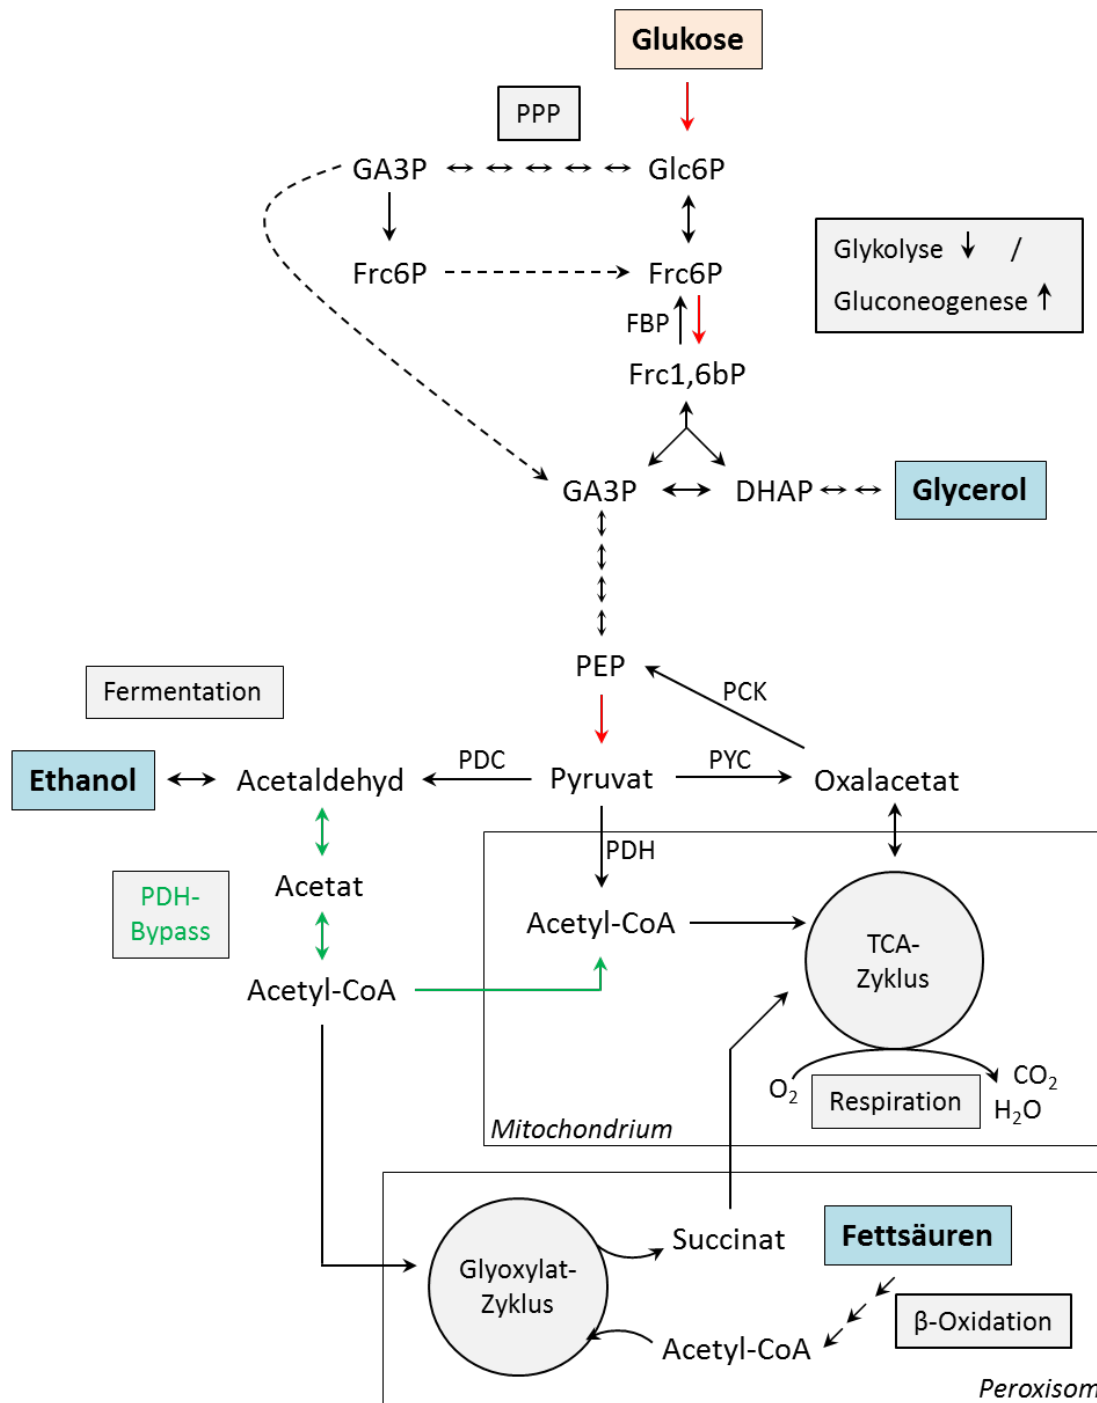 Glukose
PPP
GA3P
Glc6P
Glykolyse /
Frc6P
Frc6P
Gluconeogenese
FBP
Frc1,6bP
GA3P
DHAP
Glycerol
PEP
Fermentation
PCK
Ethanol
Acetaldehyd
PDC
Pyruvat
PYC
Oxalacetat
PDH
PDH-
Bypass
Acetat
Acetyl-CoA
TCA-
Zyklus
Acetyl-CoA
O₂
Respiration
CO₂
H₂O
Mitochondrium
Succinat
Fettsäuren
Glyoxylat-
Zyklus
β-Oxidation
Acetyl-CoA
Peroxisom